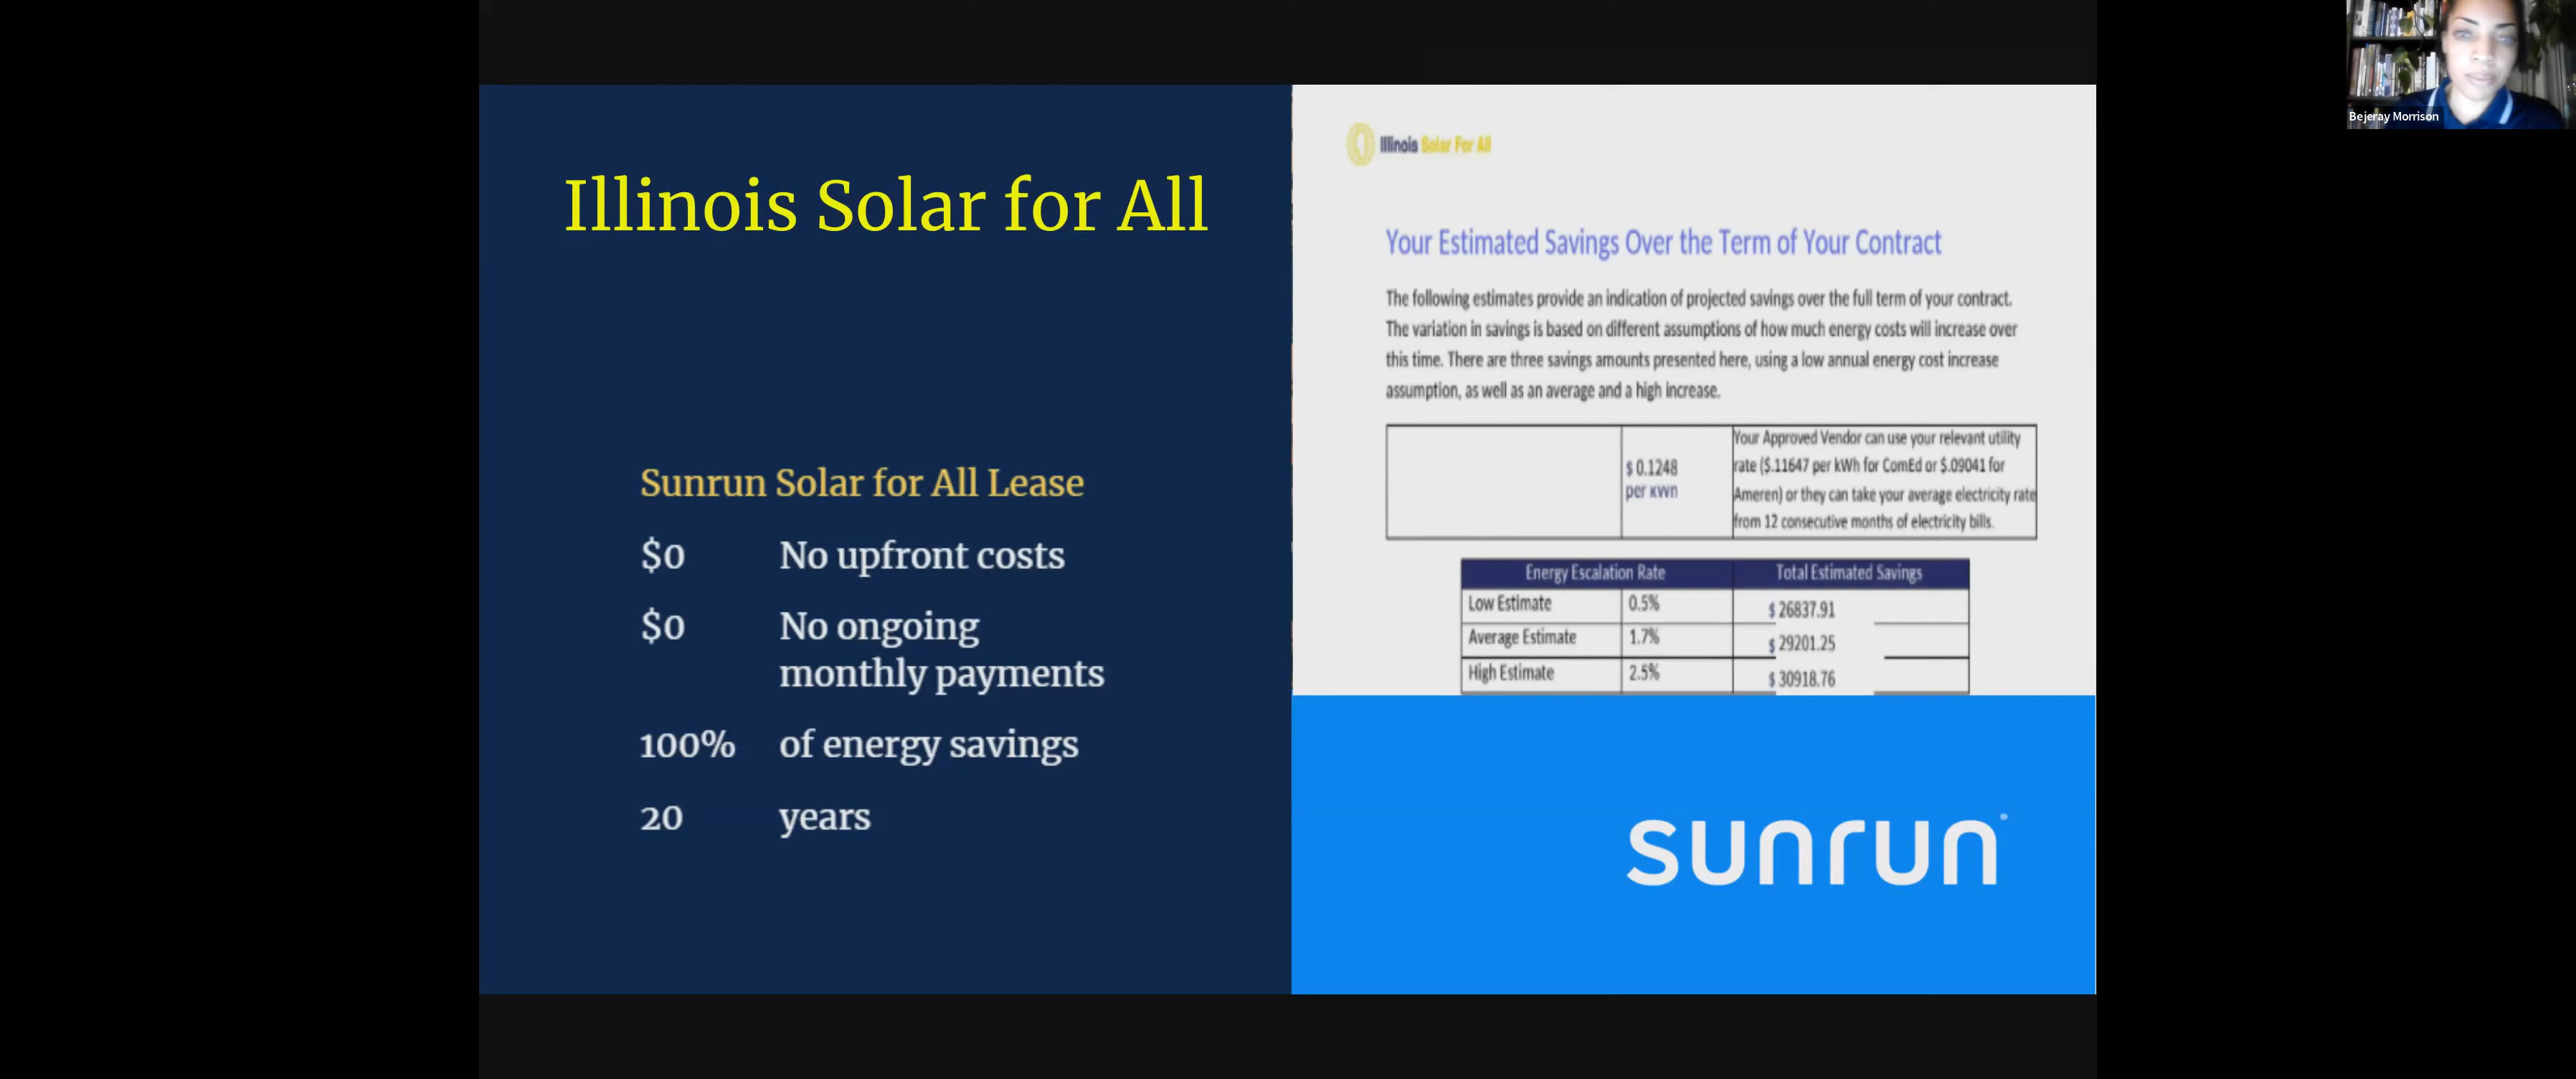 Illinois Solar for All
Sunrun Solar for All Lease
$0 No upfront costs
$0 No ongoing
monthly payments
100% of energy savings
20 years
Illinois Solar For All
Your Estimated Savings Over the Term of Your Contract
The following estimates provide an indication of projected savings over the full term of your contract.
The variation in savings is based on different assumptions of how much energy costs will increase over
this time. There are three savings amounts presented here, using a low annual energy cost increase
assumption, as well as an average and a high increase.
$ 0.1248
per kWh
Your Approved Vendor can use your relevant utility
rate ($.11647 per kWh for ComEd or $.09041 for
Ameren) or they can take your average electricity rate
from 12 consecutive months of electricity bills.
Energy Escalation Rate Total Estimated Savings
Low Estimate 0.5% $ 26837.91
Average Estimate 1.7% $ 29201.25
High Estimate 2.5% $ 30918.76
sunrun
Bejeray Morrison